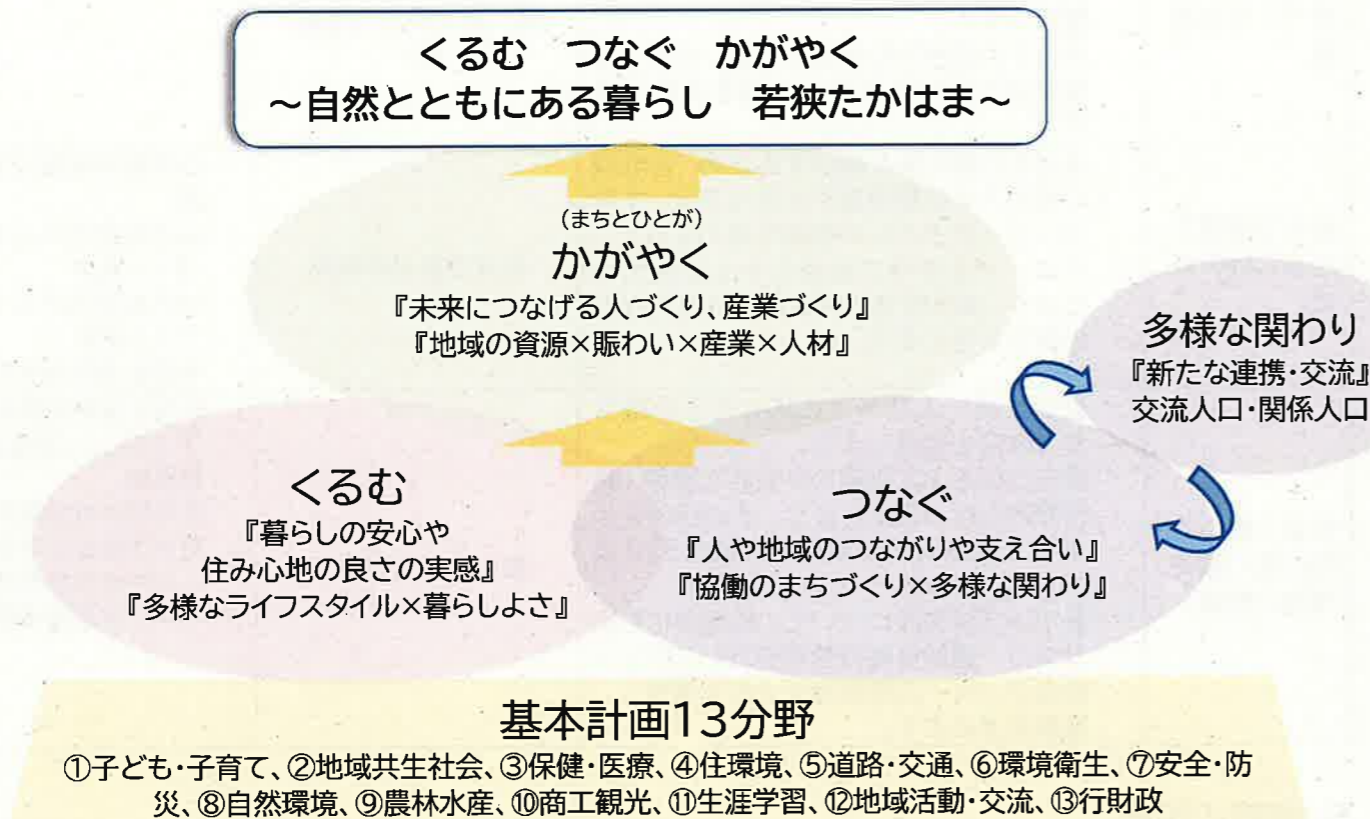 くるむ　つなぐ　かがやく
～自然とともにある暮らし　若狭たかはま～
(まちとひとが)
かがやく
『未来につなげる人づくり、産業づくり』
『地域の資源×賑わい×産業×人材』
多様な関わり
『新たな連携・交流』
交流人口・関係人口
くるむ
『暮らしの安心や
住み心地の良さの実感』
『多様なライフスタイル×暮らしよさ』
つなぐ
『人や地域のつながりや支え合い』
『協働のまちづくり×多様な関わり』
基本計画13分野
①子ども・子育て、②地域共生社会、③保健・医療、④住環境、⑤道路・交通、⑥環境衛生、⑦安全・防
災、⑧自然環境、⑨農林水産、⑩商工観光、⑪生涯学習、⑫地域活動・交流、⑬行財政